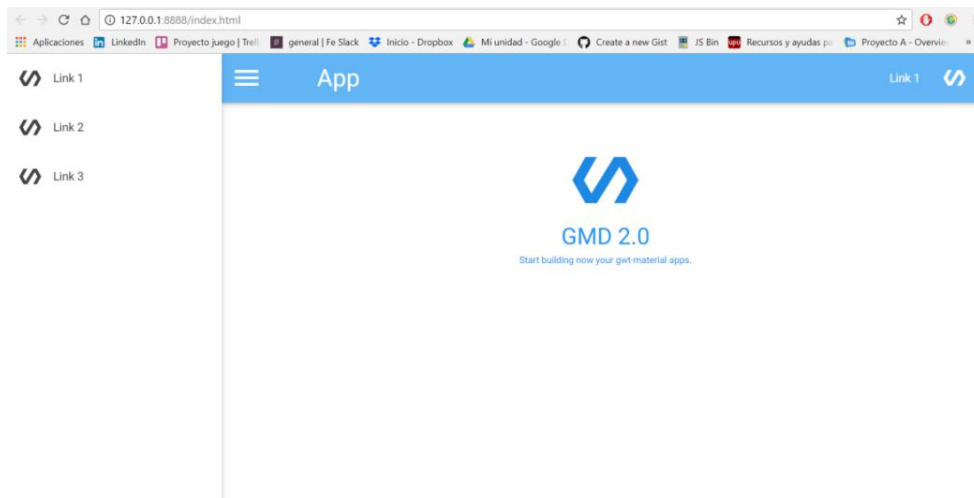 127.0.0.1:8888/index.html
Aplicaciones LinkedIn Proyecto juego | Trell general | Fe Slack Inicio - Dropbox Mi unidad - Google Create a new Gist JS Bin upv Recursos y ayudas pa Proyecto A - Overvie »
Link 1 App Link 1
Link 2
Link 3
GMD 2.0
Start building now your gwt-material apps.